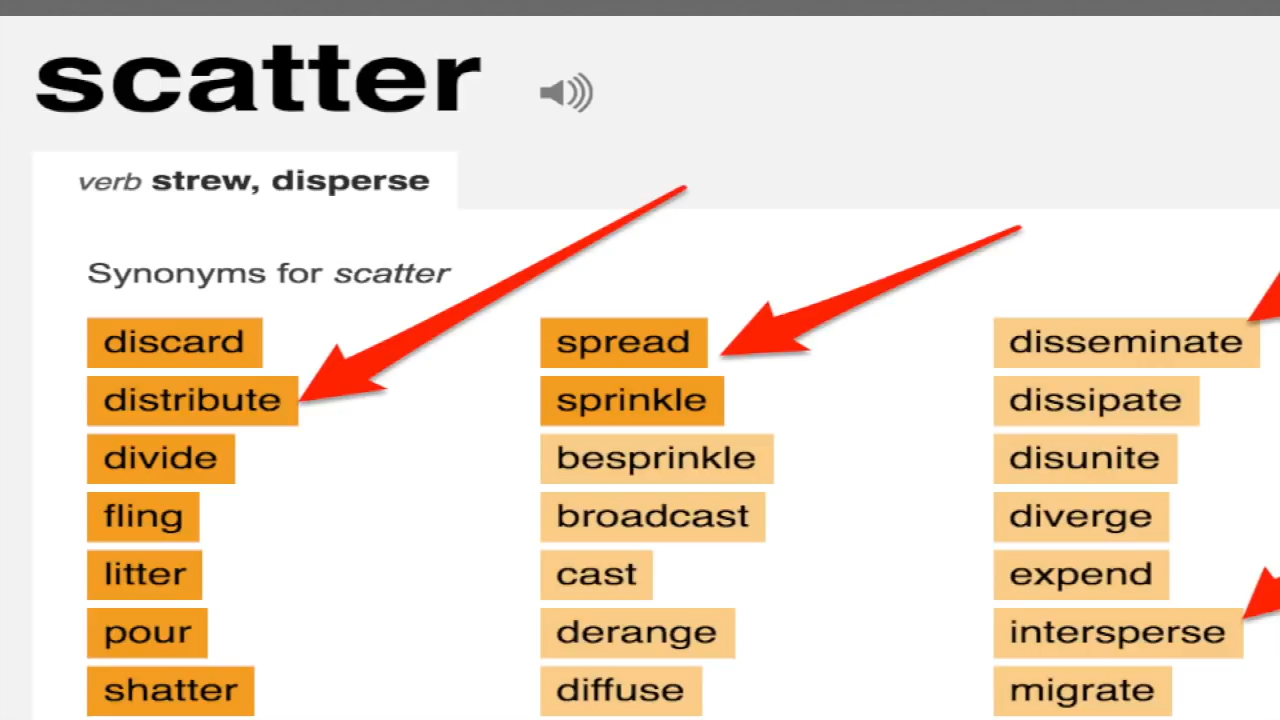 scatter
verb strew, disperse
Synonyms for scatter
discard
distribute
divide
fling
litter
pour
shatter
spread
sprinkle
besprinkle
broadcast
cast
derange
diffuse
disseminate
dissipate
disunite
diverge
expend
intersperse
migrate